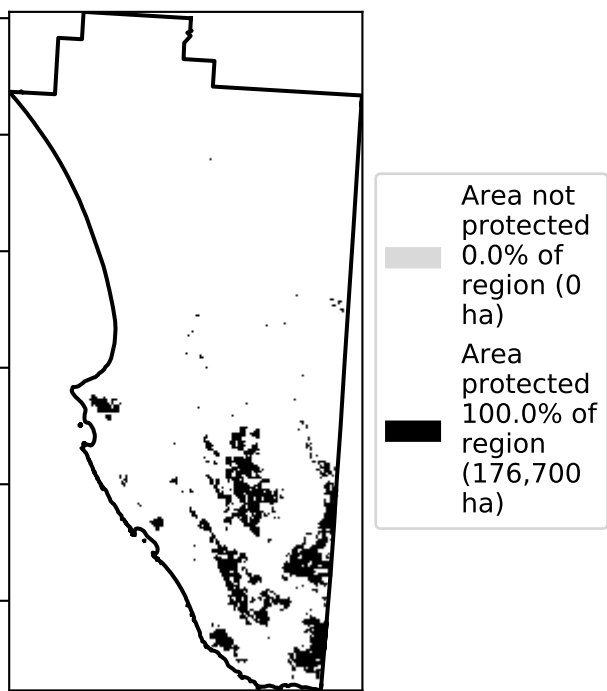 Area not
protected
0.0% of
region (0
ha)
Area
protected
100.0% of
region
(176,700
ha)